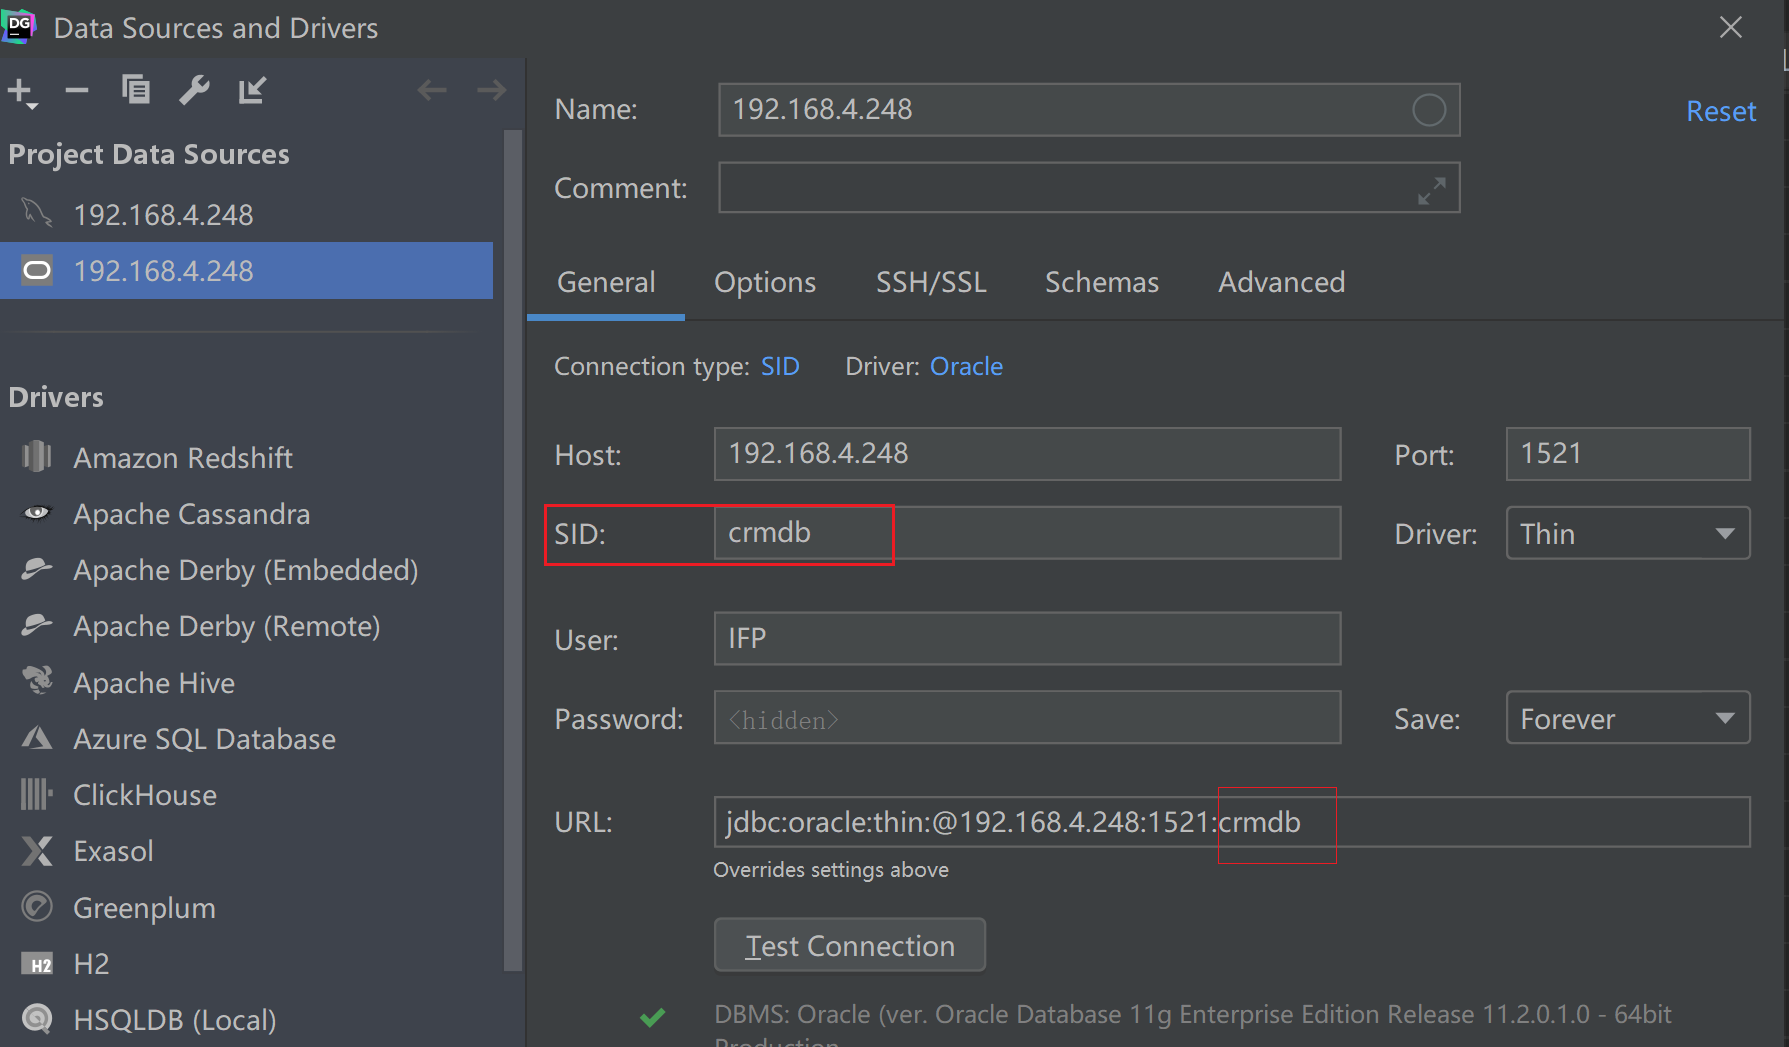 DG Data Sources and Drivers
Project Data Sources
192.168.4.248
192.168.4.248
Drivers
Amazon Redshift
Apache Cassandra
Apache Derby (Embedded)
Apache Derby (Remote)
Apache Hive
Azure SQL Database
ClickHouse
Exasol
Greenplum
H2 H2
HSQLDB (Local)
Name: 192.168.4.248 Reset
Comment:
General Options SSH/SSL Schemas Advanced
Connection type: SID Driver: Oracle
Host: 192.168.4.248 Port: 1521
SID: crmdb Driver: Thin
User: IFP
Password: <hidden> Save: Forever
URL: jdbc:oracle:thin:@192.168.4.248:1521:crmdb
Overrides settings above
Test Connection
DBMS: Oracle (ver. Oracle Database 11g Enterprise Edition Release 11.2.0.1.0 - 64bit
Production